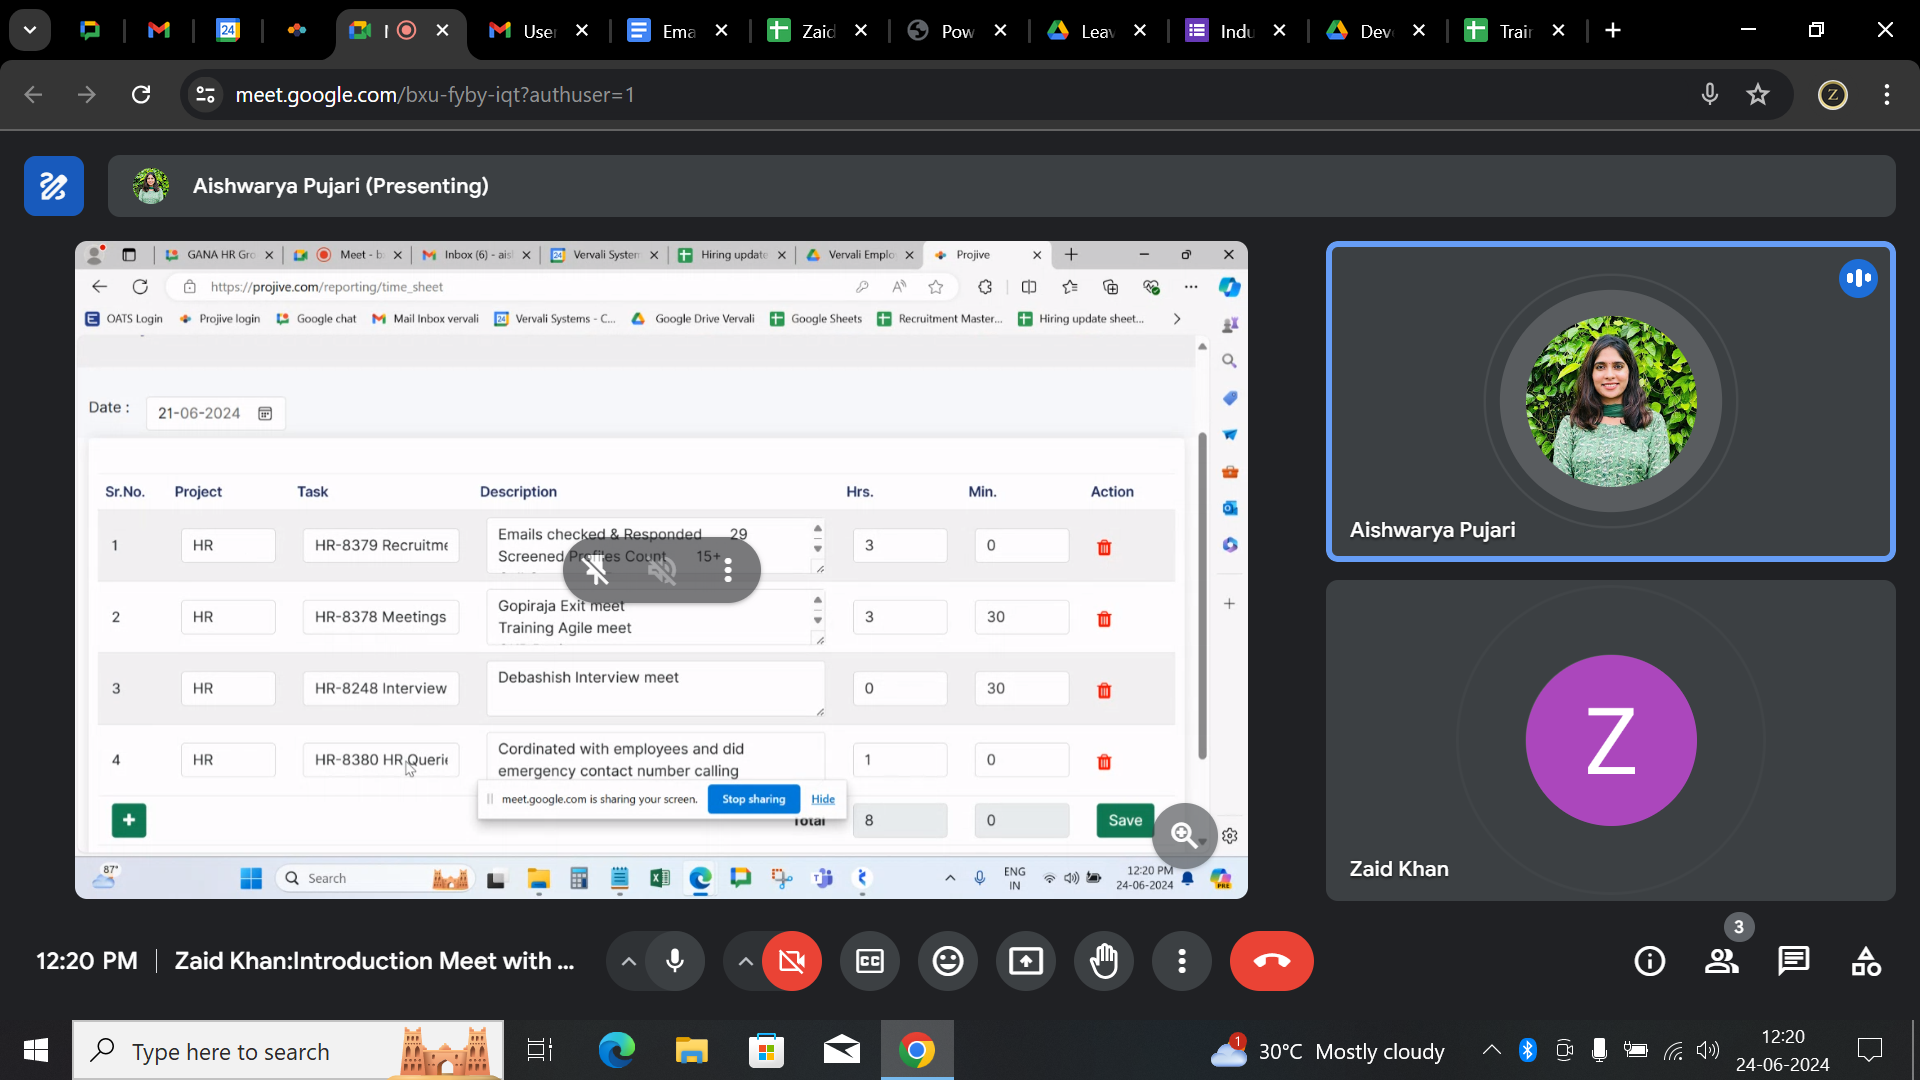 User
Ema
Zaid
Pow
Leav
Indu
Dev
Train
meet.google.com/bxu-fyby-iqt?authuser=1
Z
Aishwarya Pujari (Presenting)
GANA HR Gro
Meet - b
Inbox (6) - ais
Vervali System
Hiring update
Vervali Emplo
Projive
https://projive.com/reporting/time_sheet
OATS Login
Projive login
Google chat
Mail Inbox vervali
Vervali Systems - C...
Google Drive Vervali
Google Sheets
Recruitment Master...
Hiring update sheet...
Date :
21-06-2024
Sr.No. Project Task Description Hrs. Min. Action
1 HR HR-8379 Recruitme Emails checked & Responded 29 3 0
Screened Profiles Count 15+
2 HR HR-8378 Meetings Gopiraja Exit meet 3 30
Training Agile meet
3 HR HR-8248 Interview Debashish Interview meet 0 30
4 HR HR-8380 HR Querie Cordinated with employees and did 1 0
emergency contact number calling
meet.google.com is sharing your screen. Stop sharing Hide
+ Total 8 0 Save
87°
Search
ENG
IN
12:20 PM
24-06-2024
PRE
Aishwarya Pujari
Z
Zaid Khan
3
12:20 PM | Zaid Khan:Introduction Meet with ...
CC
Type here to search
1
30°C Mostly cloudy
12:20
24-06-2024